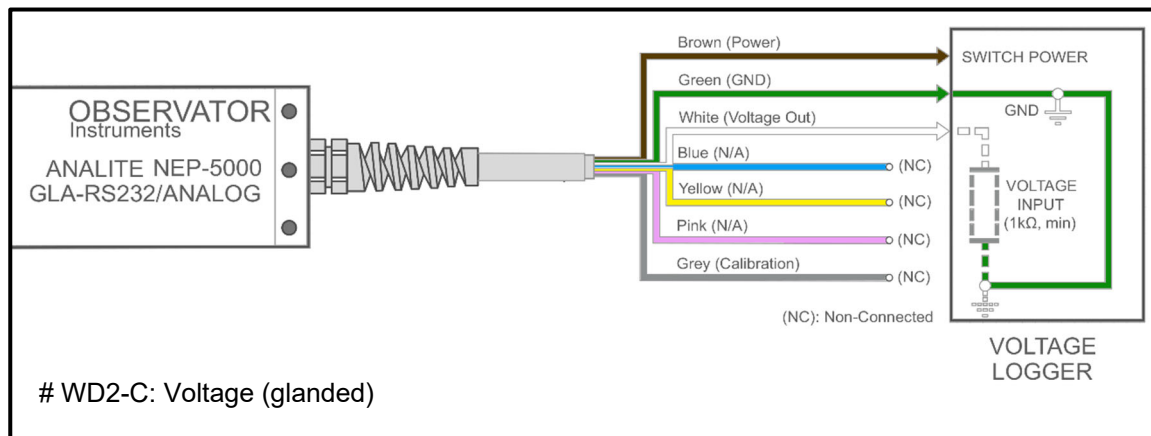 OBSERVATOR
Instruments
ANALITE NEP-5000
GLA-RS232/ANALOG
Brown (Power)
Green (GND)
White (Voltage Out)
Blue (N/A)
(NC)
Yellow (N/A)
(NC)
Pink (N/A)
(NC)
Grey (Calibration)
(NC)
(NC): Non-Connected
SWITCH POWER
GND
VOLTAGE
INPUT
(1kΩ, min)
VOLTAGE
LOGGER
# WD2-C: Voltage (glanded)